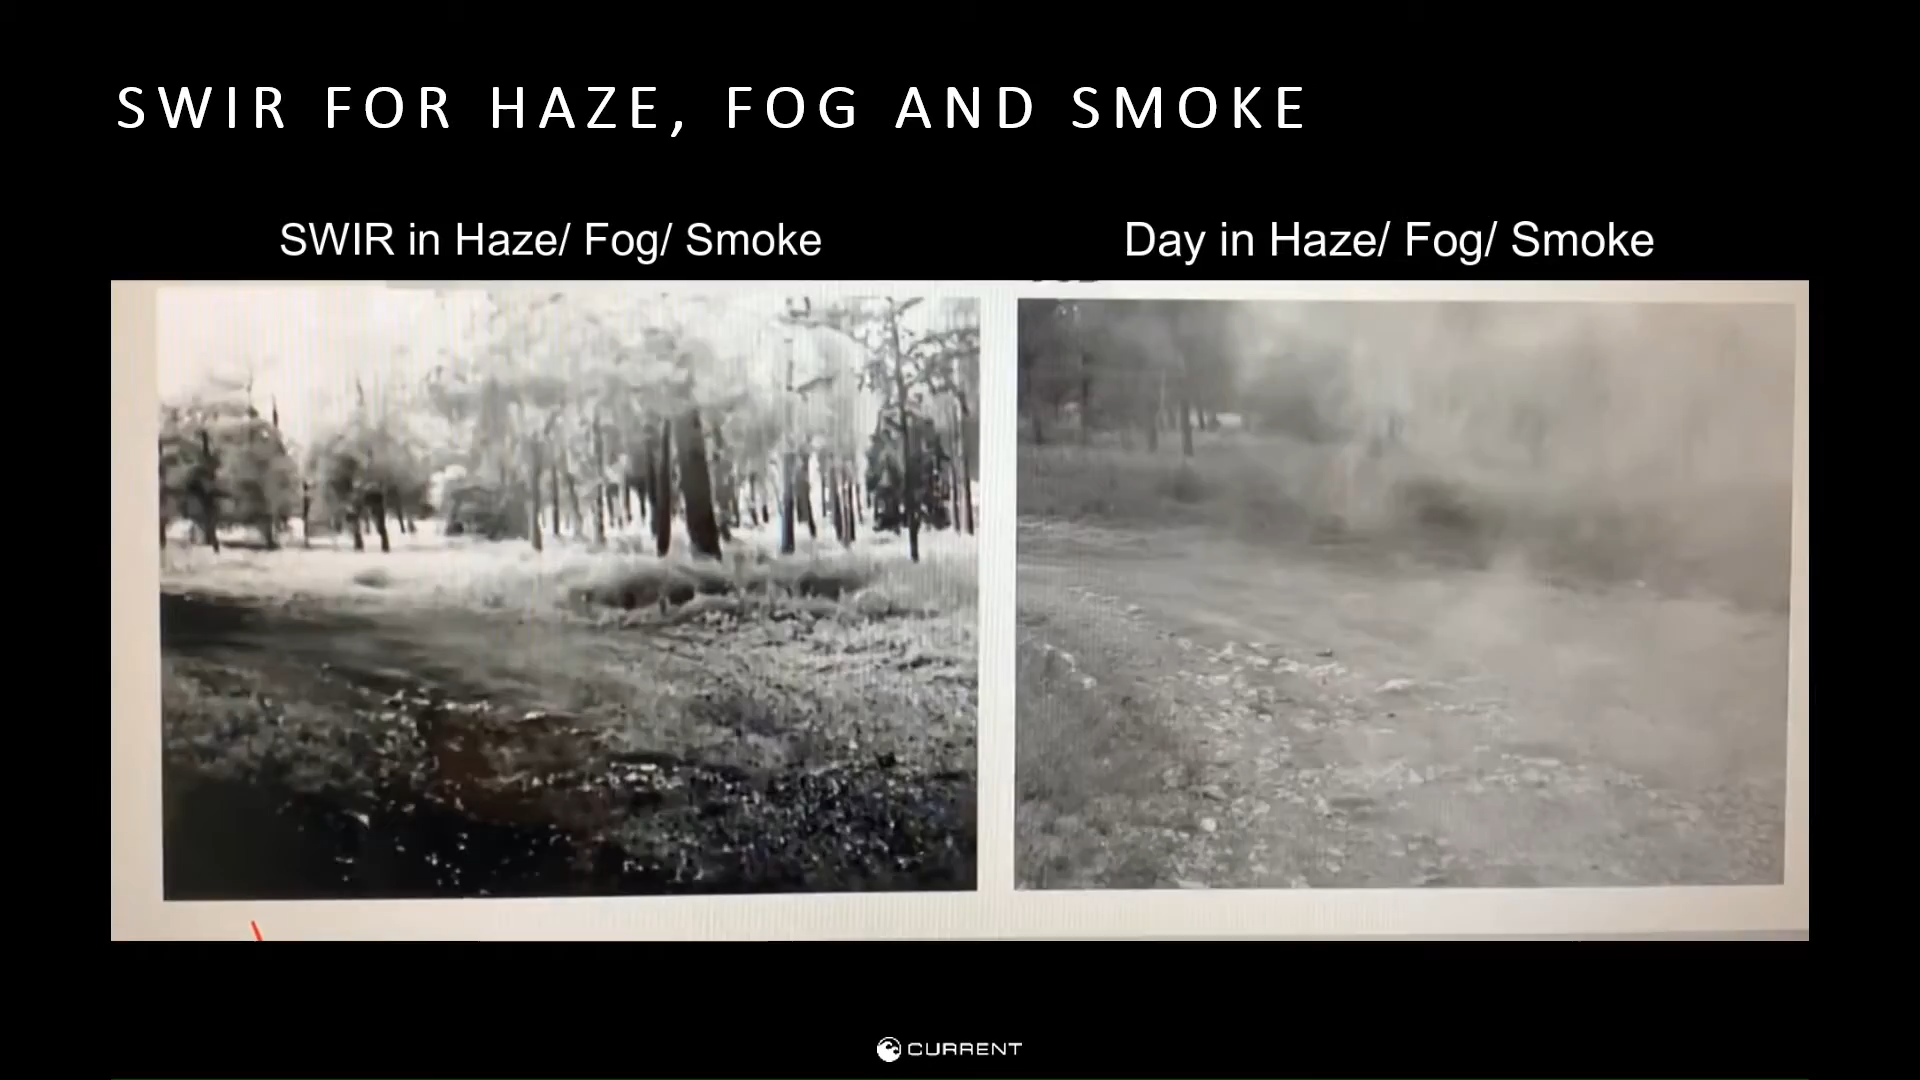 SWIR FOR HAZE, FOG AND SMOKE
SWIR in Haze/ Fog/ Smoke
Day in Haze/ Fog/ Smoke
CURRENT